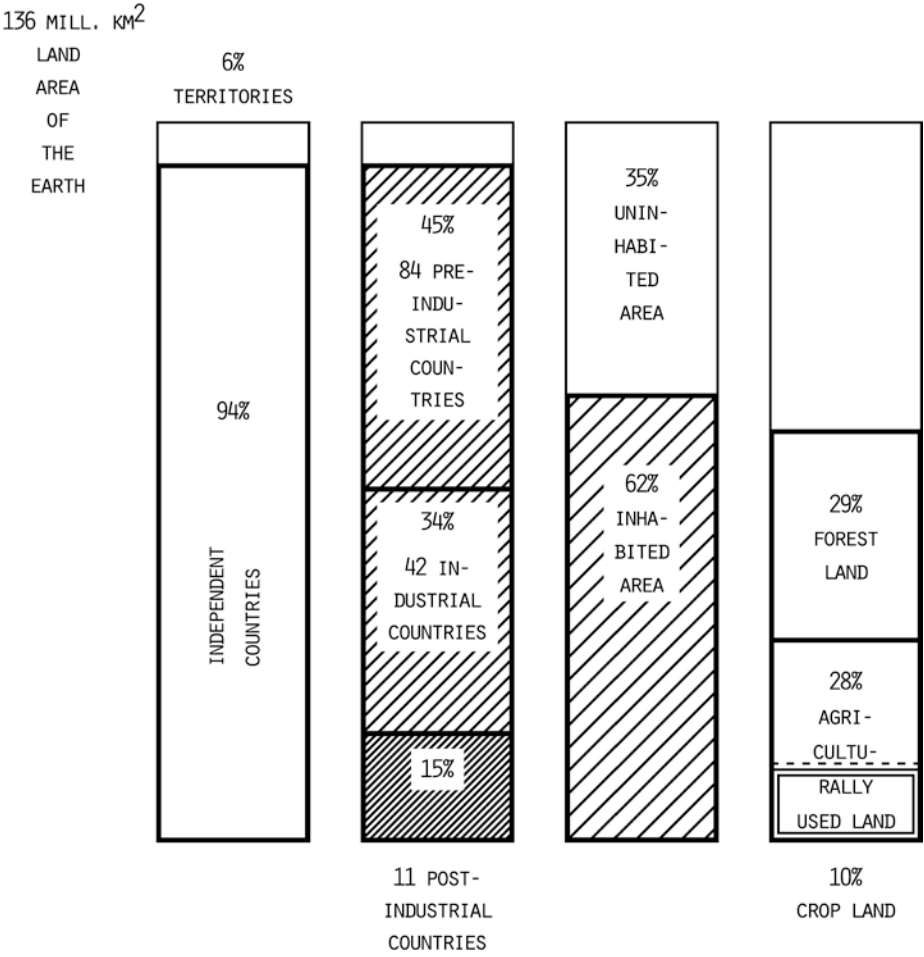 136 MILL. KM2
LAND
AREA
OF
THE
EARTH
6%
TERRITORIES
94%
INDEPENDENT
COUNTRIES
45%
84 PRE-
INDU-
STRIAL
COUN-
TRIES
34%
42 IN-
DUSTRIAL
COUNTRIES
15%
11 POST-
INDUSTRIAL
COUNTRIES
35%
UNIN-
HABI-
TED
AREA
62%
INHA-
BITED
AREA
29%
FOREST
LAND
28%
AGRI-
CULTU-
RALLY
USED LAND
10%
CROP LAND